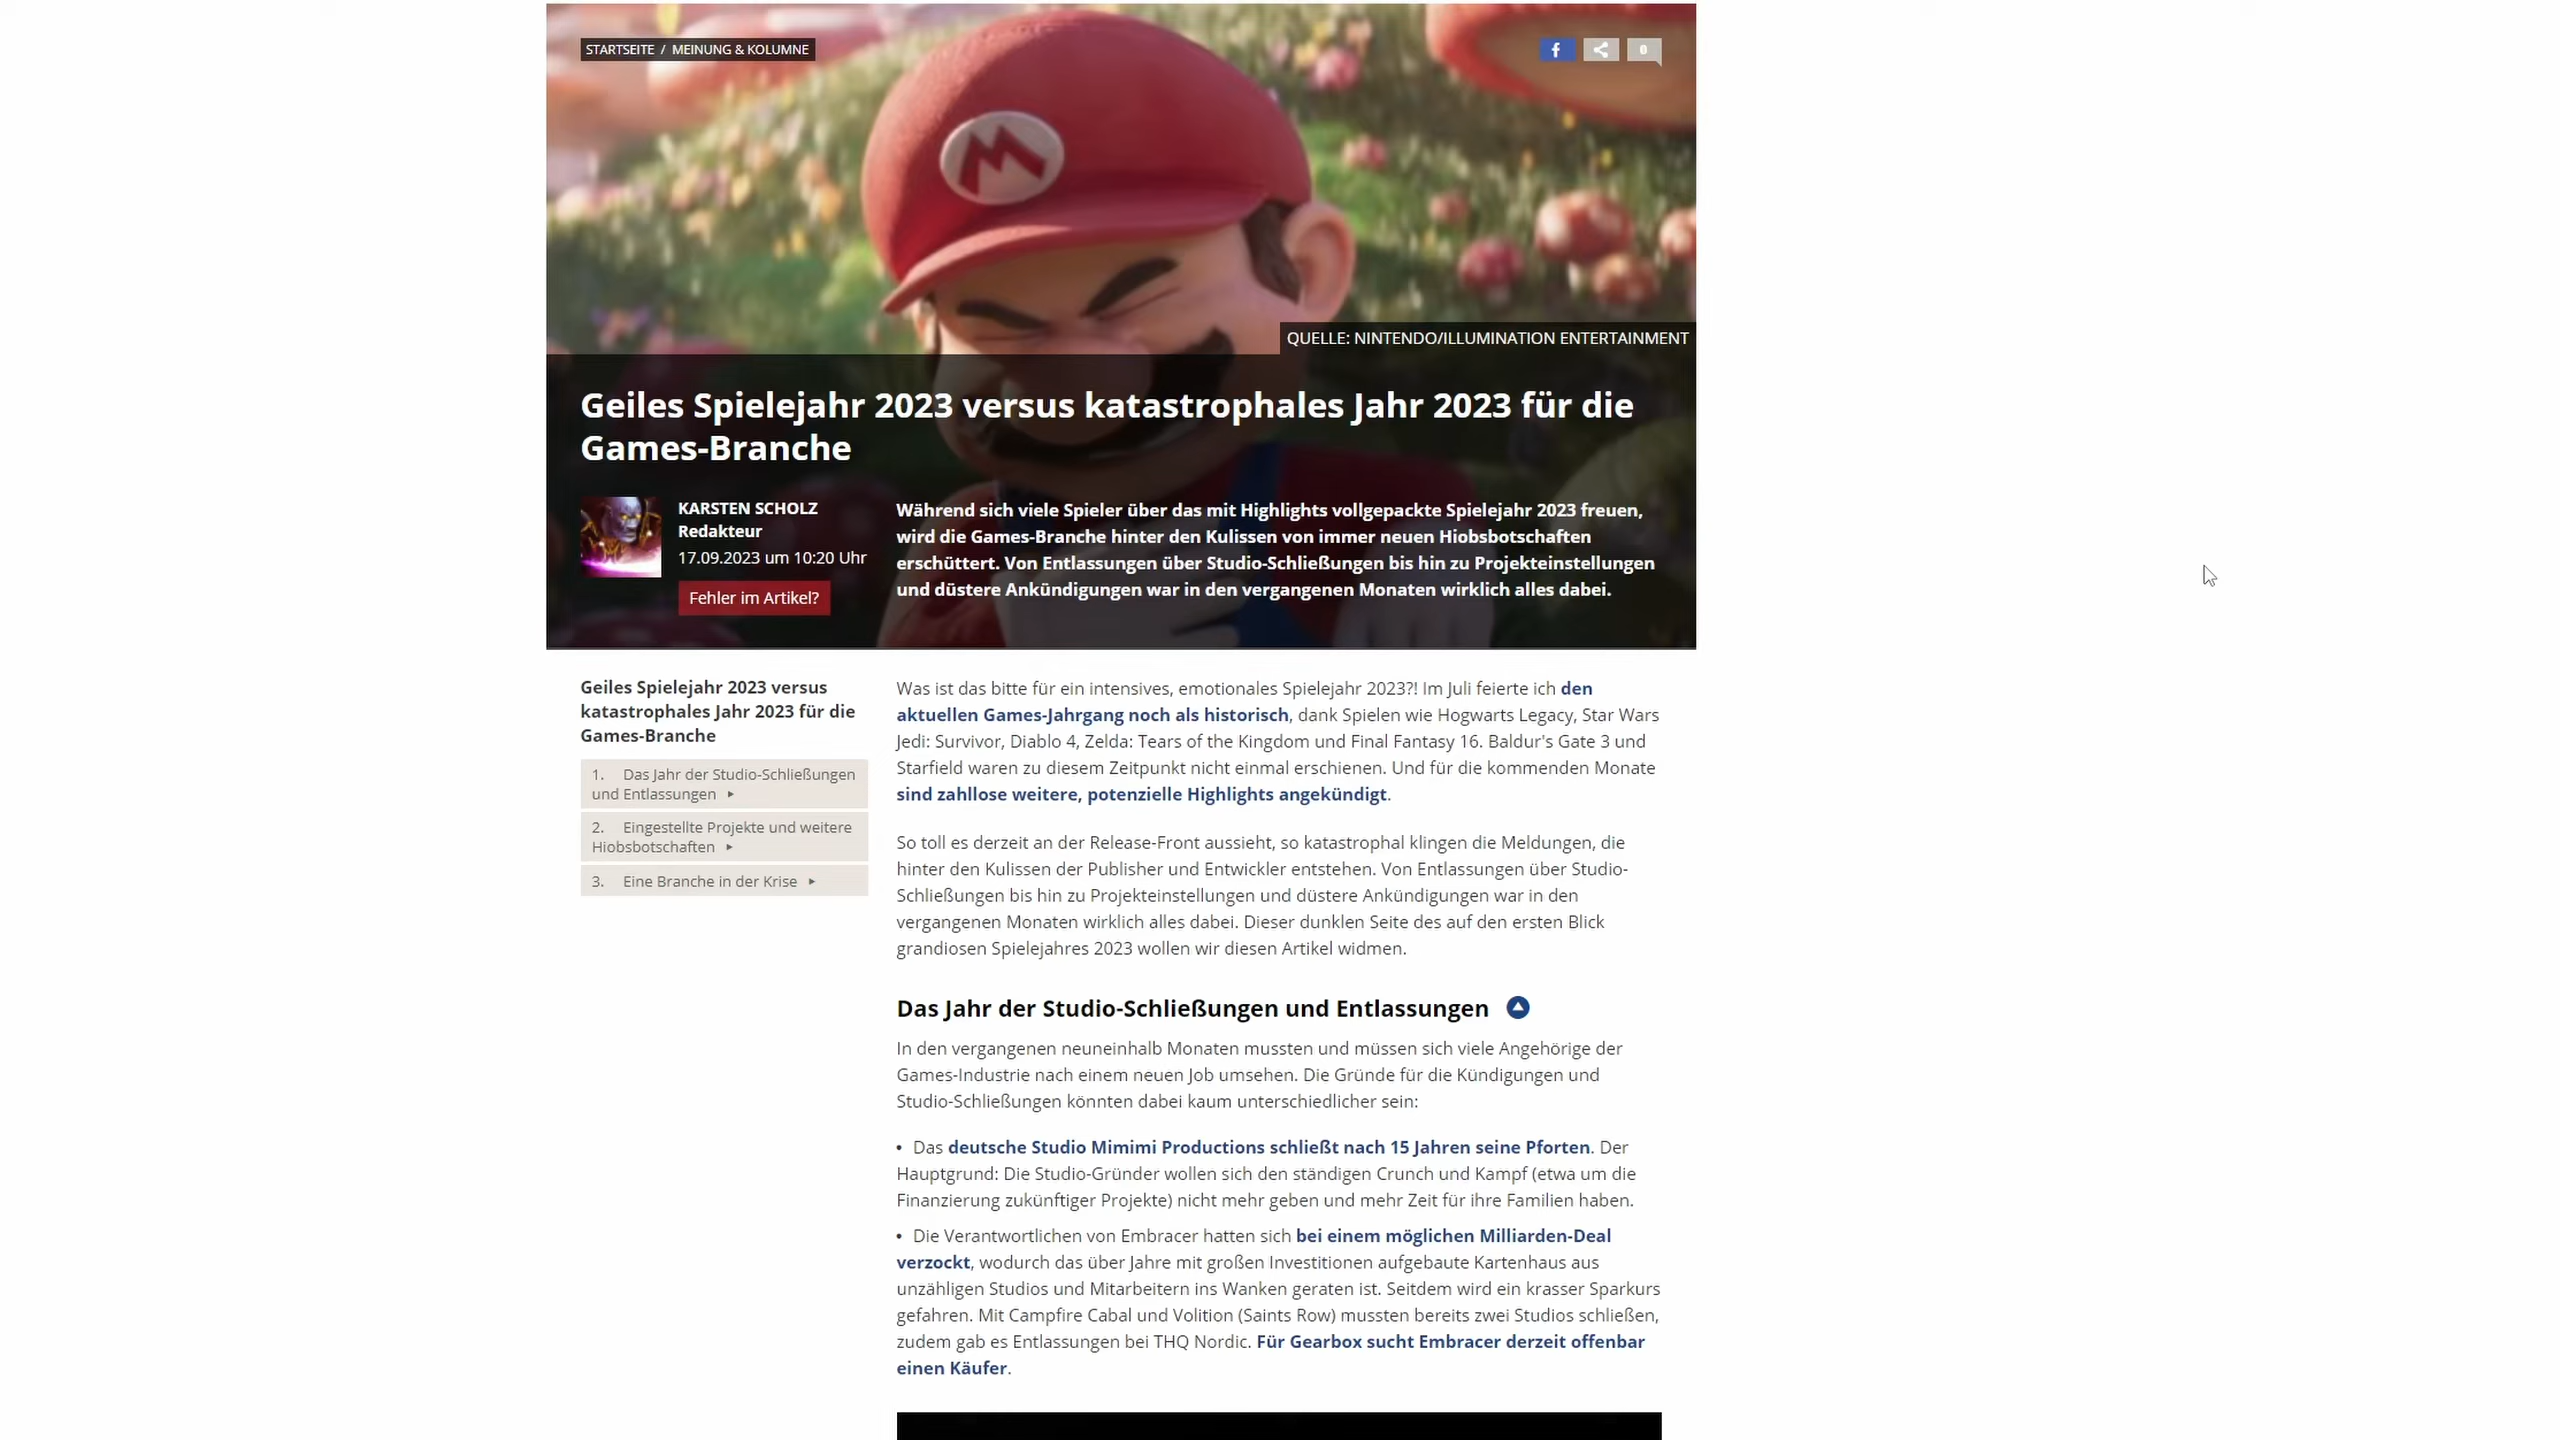 STARTSEITE / MEINUNG & KOLUMNE
f
0
M
QUELLE: NINTENDO/ILLUMINATION ENTERTAINMENT
Geiles Spielejahr 2023 versus katastrophales Jahr 2023 für die
Games-Branche
KARSTEN SCHOLZ
Redakteur
17.09.2023 um 10:20 Uhr
Fehler im Artikel?
Während sich viele Spieler über das mit Highlights vollgepackte Spielejahr 2023 freuen,
wird die Games-Branche hinter den Kulissen von immer neuen Hiobsbotschaften
erschüttert. Von Entlassungen über Studio-Schließungen bis hin zu Projekteinstellungen
und düstere Ankündigungen war in den vergangenen Monaten wirklich alles dabei.
Geiles Spielejahr 2023 versus
katastrophales Jahr 2023 für die
Games-Branche
1. Das Jahr der Studio-Schließungen
und Entlassungen
2. Eingestellte Projekte und weitere
Hiobsbotschaften
3. Eine Branche in der Krise
Was ist das bitte für ein intensives, emotionales Spielejahr 2023?! Im Juli feierte ich den
aktuellen Games-Jahrgang noch als historisch, dank Spielen wie Hogwarts Legacy, Star Wars
Jedi: Survivor, Diablo 4, Zelda: Tears of the Kingdom und Final Fantasy 16. Baldur's Gate 3 und
Starfield waren zu diesem Zeitpunkt nicht einmal erschienen. Und für die kommenden Monate
sind zahllose weitere, potenzielle Highlights angekündigt.
So toll es derzeit an der Release-Front aussieht, so katastrophal klingen die Meldungen, die
hinter den Kulissen der Publisher und Entwickler entstehen. Von Entlassungen über Studio-
Schließungen bis hin zu Projekteinstellungen und düstere Ankündigungen war in den
vergangenen Monaten wirklich alles dabei. Dieser dunklen Seite des auf den ersten Blick
grandiosen Spielejahres 2023 wollen wir diesen Artikel widmen.
Das Jahr der Studio-Schließungen und Entlassungen
In den vergangenen neuneinhalb Monaten mussten und müssen sich viele Angehörige der
Games-Industrie nach einem neuen Job umsehen. Die Gründe für die Kündigungen und
Studio-Schließungen könnten dabei kaum unterschiedlicher sein:
• Das deutsche Studio Mimimi Productions schließt nach 15 Jahren seine Pforten. Der
Hauptgrund: Die Studio-Gründer wollen sich den ständigen Crunch und Kampf (etwa um die
Finanzierung zukünftiger Projekte) nicht mehr geben und mehr Zeit für ihre Familien haben.
• Die Verantwortlichen von Embracer hatten sich bei einem möglichen Milliarden-Deal
verzockt, wodurch das über Jahre mit großen Investitionen aufgebaute Kartenhaus aus
unzähligen Studios und Mitarbeitern ins Wanken geraten ist. Seitdem wird ein krasser Sparkurs
gefahren. Mit Campfire Cabal und Volition (Saints Row) mussten bereits zwei Studios schließen,
zudem gab es Entlassungen bei THQ Nordic. Für Gearbox sucht Embracer derzeit offenbar
einen Käufer.